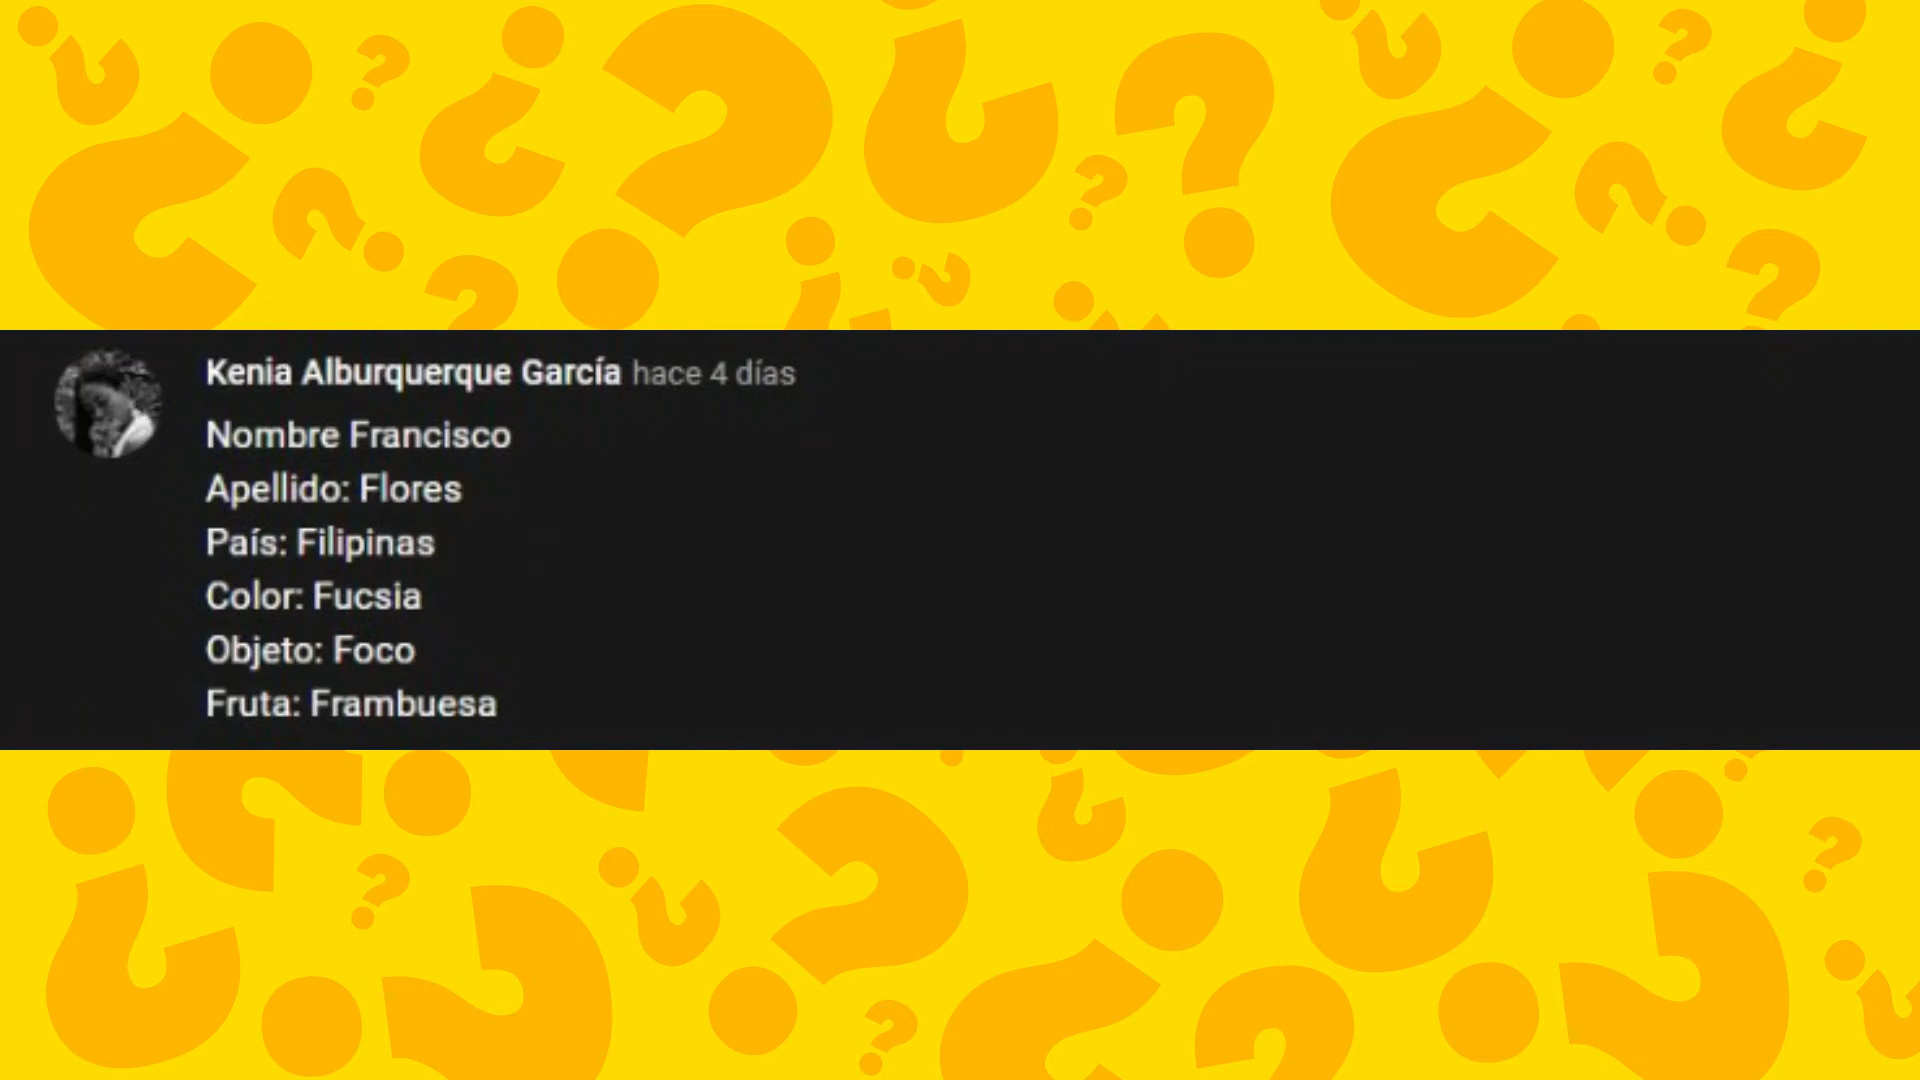 Kenia Alburquerque García hace 4 días
Nombre Francisco
Apellido: Flores
País: Filipinas
Color: Fucsia
Objeto: Foco
Fruta: Frambuesa